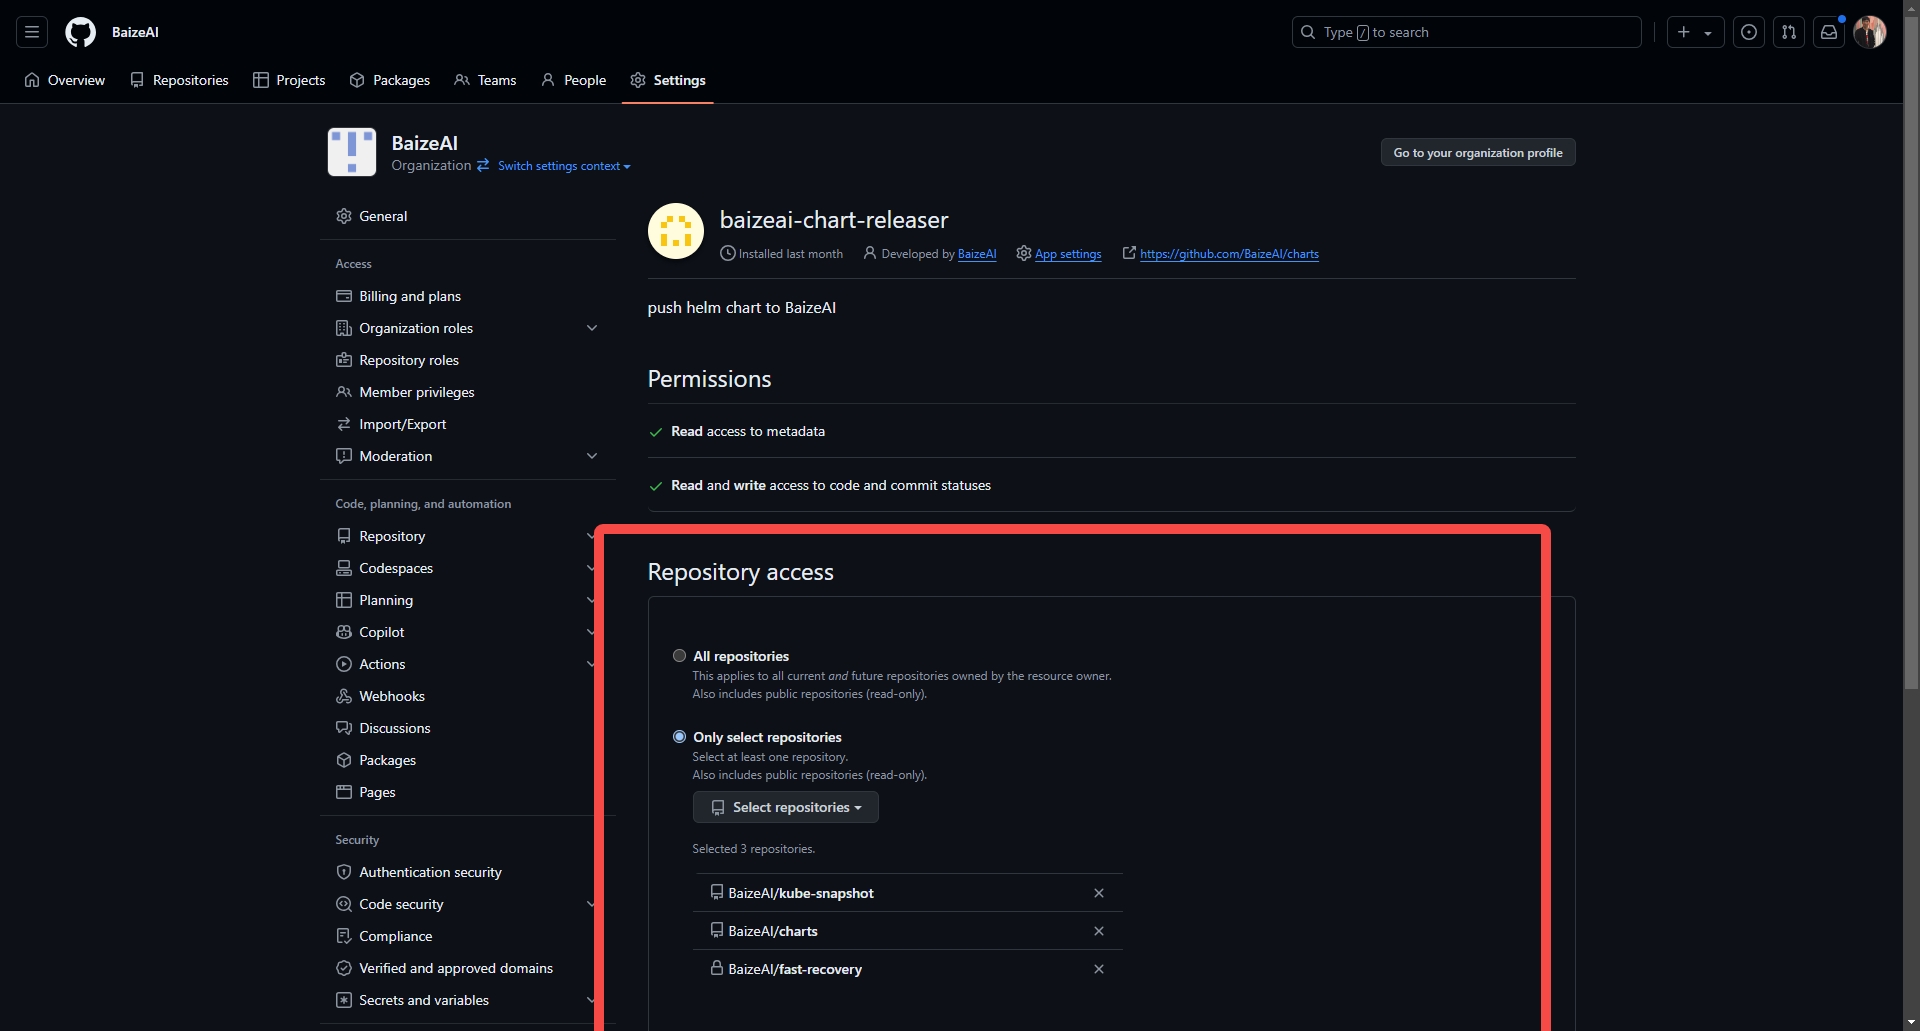 BaizeAI
Type / to search
Overview
Repositories
Projects
Packages
Teams
People
Settings
BaizeAI
Organization
Switch settings context
Go to your organization profile
General
Access
Billing and plans
Organization roles
Repository roles
Member privileges
Import/Export
Moderation
Code, planning, and automation
Repository
Codespaces
Planning
Copilot
Actions
Webhooks
Discussions
Packages
Pages
Security
Authentication security
Code security
Compliance
Verified and approved domains
Secrets and variables
baizeai-chart-releaser
Installed last month
Developed by BaizeAI
App settings
https://github.com/BaizeAI/charts
push helm chart to BaizeAI
Permissions
Read access to metadata
Read and write access to code and commit statuses
Repository access
All repositories
This applies to all current and future repositories owned by the resource owner.
Also includes public repositories (read-only).
Only select repositories
Select at least one repository.
Also includes public repositories (read-only).
Select repositories
Selected 3 repositories.
BaizeAI/kube-snapshot
BaizeAI/charts
BaizeAI/fast-recovery